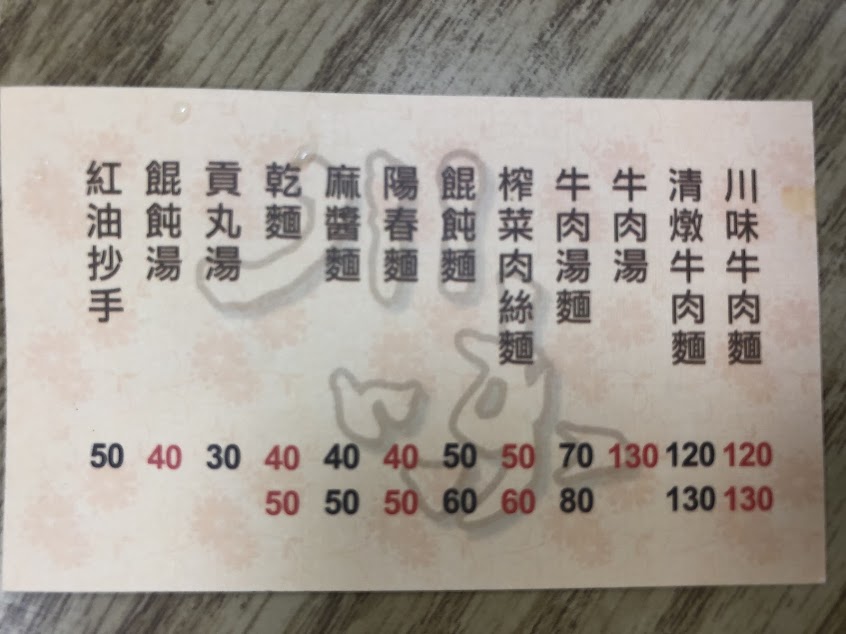 川味牛肉麵 120 130
清燉牛肉麵 120 130
牛肉湯 130
牛肉湯麵 70 80
榨菜肉絲麵 50 60
餛飩麵 50 60
陽春麵 40 50
麻醬麵 40 50
乾麵 40 50
貢丸湯 30
餛飩湯 40
紅油抄手 50
川味